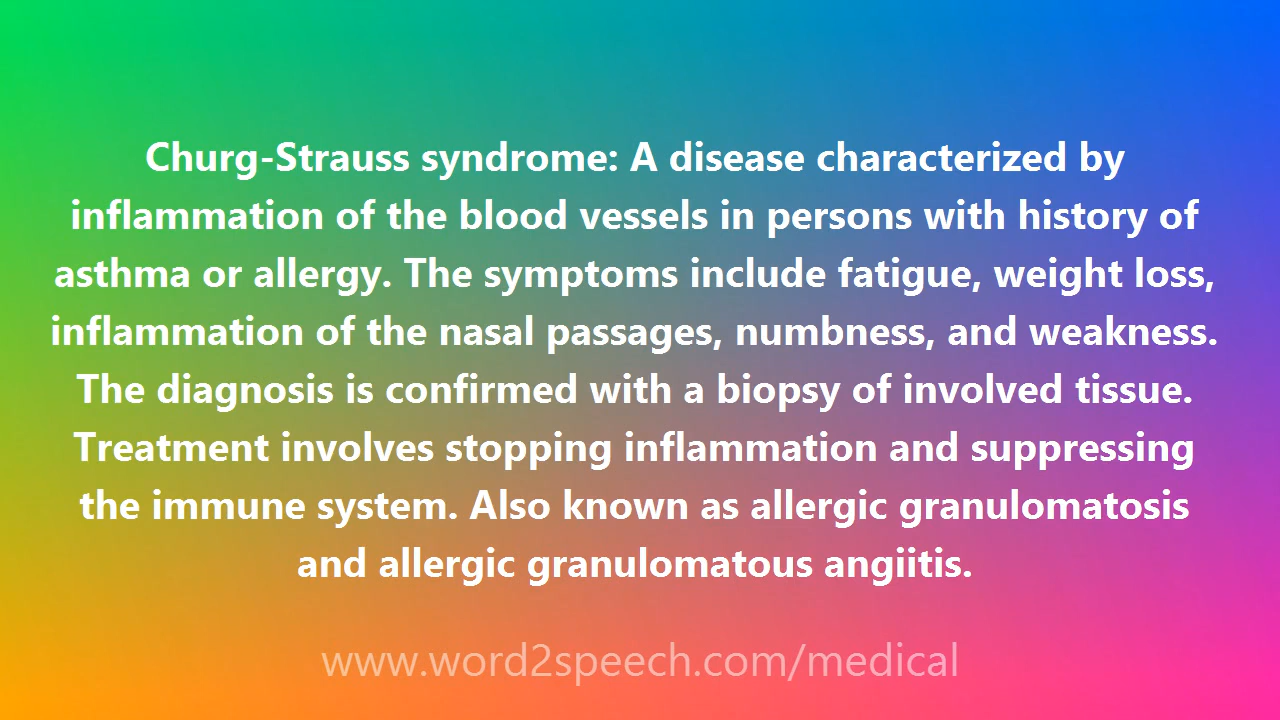 Churg-Strauss syndrome: A disease characterized by
inflammation of the blood vessels in persons with history of
asthma or allergy. The symptoms include fatigue, weight loss,
inflammation of the nasal passages, numbness, and weakness.
The diagnosis is confirmed with a biopsy of involved tissue.
Treatment involves stopping inflammation and suppressing
the immune system. Also known as allergic granulomatosis
and allergic granulomatous angiitis.
www.word2speech.com/medical